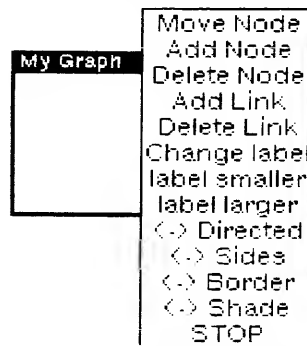 My Graph
Move Node
Add Node
Delete Node
Add Link
Delete Link
Change label
label smaller
label larger
<-> Directed
<-> Sides
<-> Border
<-> Shade
STOP